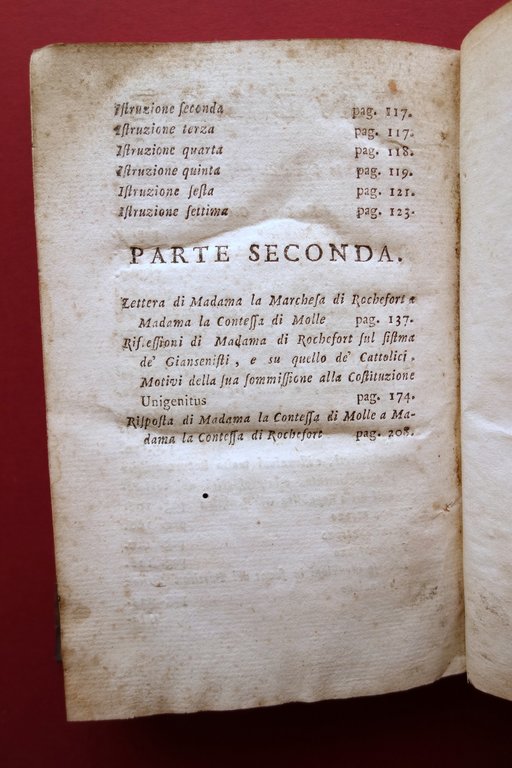 Iſtruzione ſeconda pag. 117.
Iſtruzione terza pag. 117.
Iſtruzione quarta pag. 118.
Iſtruzione quinta pag. 119.
Iſtruzione ſeſta pag. 121.
Iſtruzione ſettima pag. 123.
PARTE SECONDA.
Lettera di Madama la Marcheſa di Rochefort a
Madama la Conteſſa di Molle pag. 137.
Rifleſſioni di Madama di Rochefort ſul ſiſtma
de' Gianseniſti, e su quello de' Cattolici,
Motivi della ſua ſommiſſione alla Coſtituzione
Unigenitus pag. 174.
Riſpoſta di Madama la Conteſſa di Molle a Ma-
dama la Conteſſa di Rochefort pag. 208.